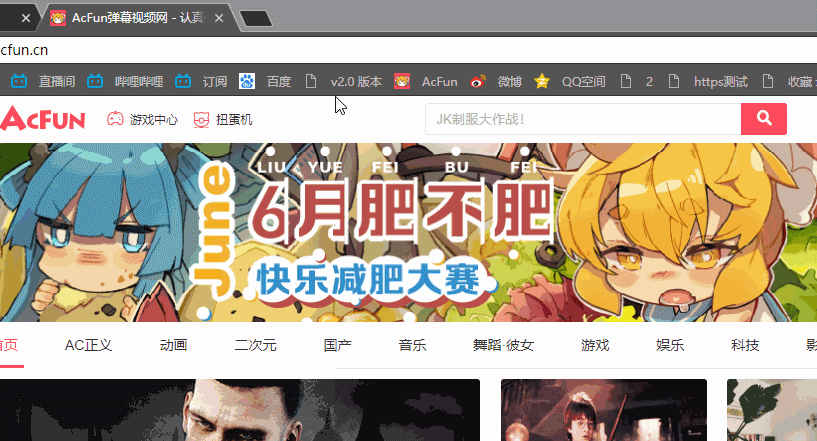 AcFun弹幕视频网 - 认真
cfun.cn
直播间 哔哩哔哩 订阅 百度 v2.0 版本 AcFun 微博 QQ空间 2 https测试 收藏
ACFUN 游戏中心 扭蛋机 JK制服大作战!
LIU YUE FEI BU FEI
June 6月肥不肥
快乐减肥大赛
首页 AC正义 动画 二次元 国产 音乐 舞蹈·彼女 游戏 娱乐 科技